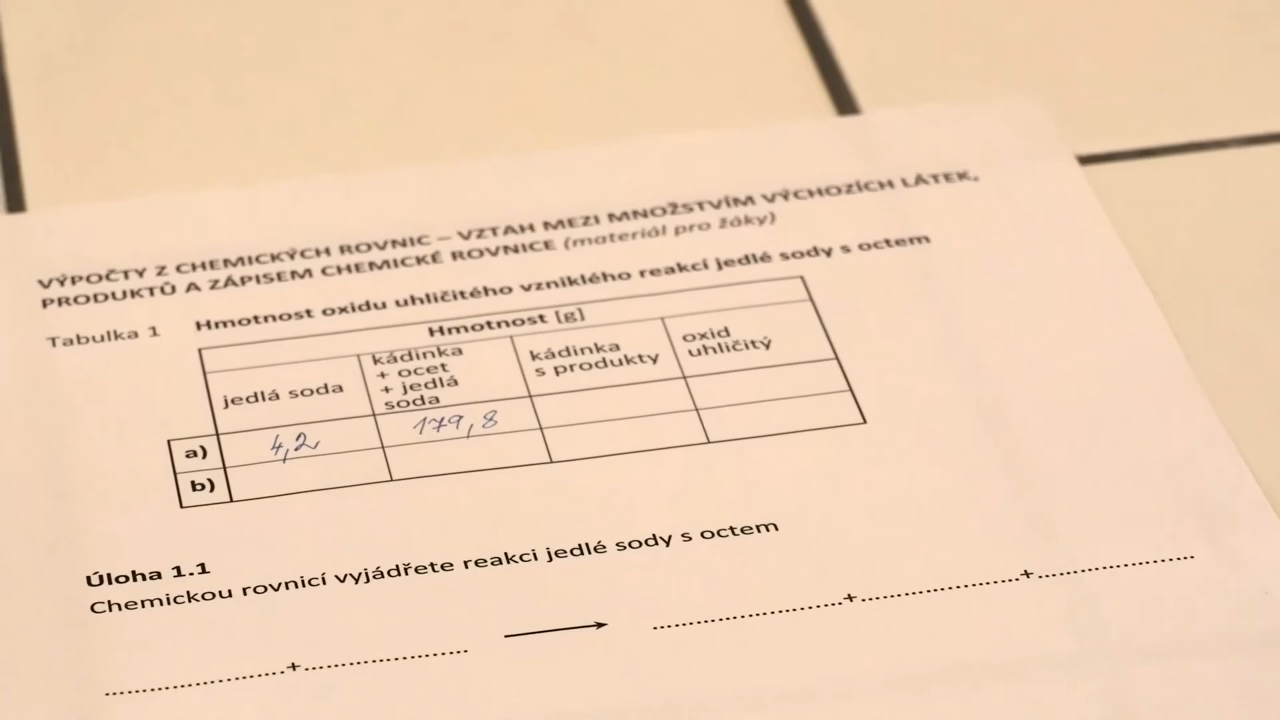 VÝPOČTY Z CHEMICKÝCH ROVNIC – VZTAH MEZI MNOŽSTVÍM VÝCHOZÍCH LÁTEK,
PRODUKTŮ A ZÁPISEM CHEMICKÉ ROVNICE (materiál pro žáky)
Tabulka 1 Hmotnost oxidu uhličitého vzniklého reakcí jedlé sody s octem
Hmotnost [g]
jedlá soda
kádinka
+ ocet
+ jedlá
soda
kádinka
s produkty
oxid
uhličitý
a) 4,2 179,8
b)
Úloha 1.1
Chemickou rovnicí vyjádřete reakci jedlé sody s octem
........................+...................... → .........................+.....................+.....................